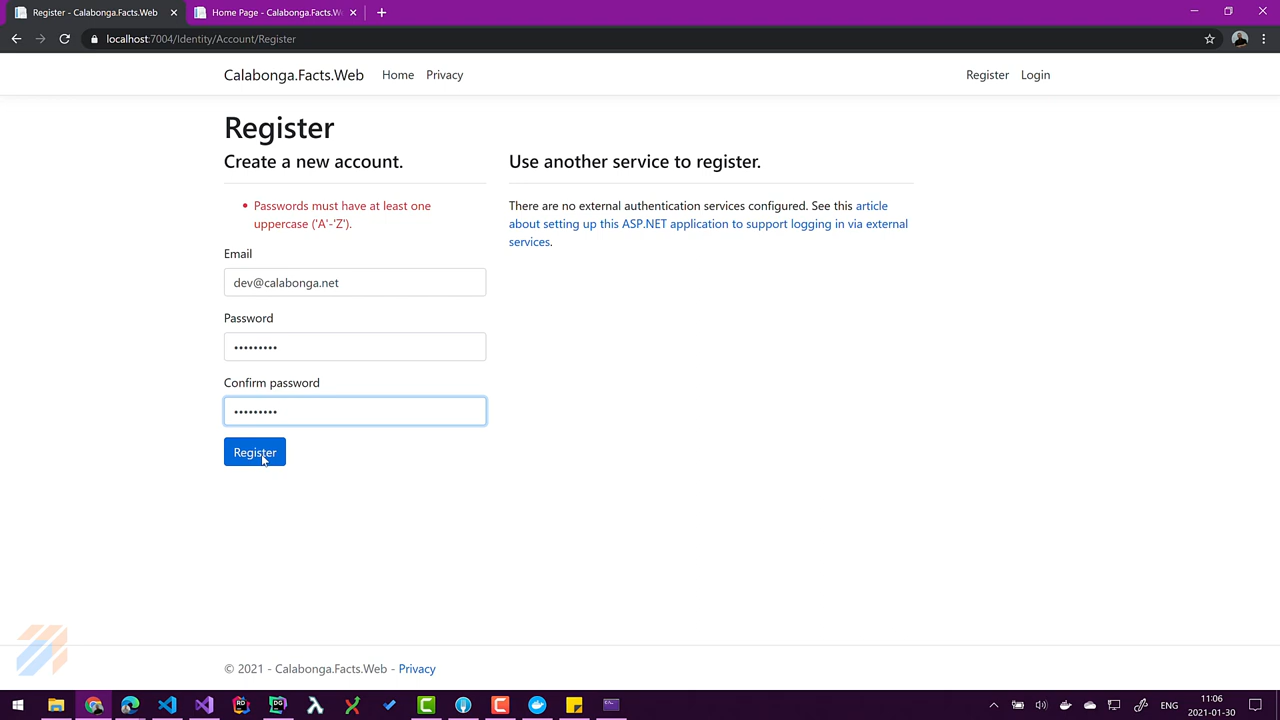 Register - Calabonga.Facts.Web
Home Page - Calabonga.Facts.W
localhost:7004/Identity/Account/Register
Calabonga.Facts.Web
Home
Privacy
Register
Login
Register
Create a new account.
Passwords must have at least one
uppercase ('A'-'Z').
Email
dev@calabonga.net
Password
•••••••••
Confirm password
•••••••••
Register
Use another service to register.
There are no external authentication services configured. See this article
about setting up this ASP.NET application to support logging in via external
services.
© 2021 - Calabonga.Facts.Web - Privacy
RD
DG
ENG
11:06
2021-01-30